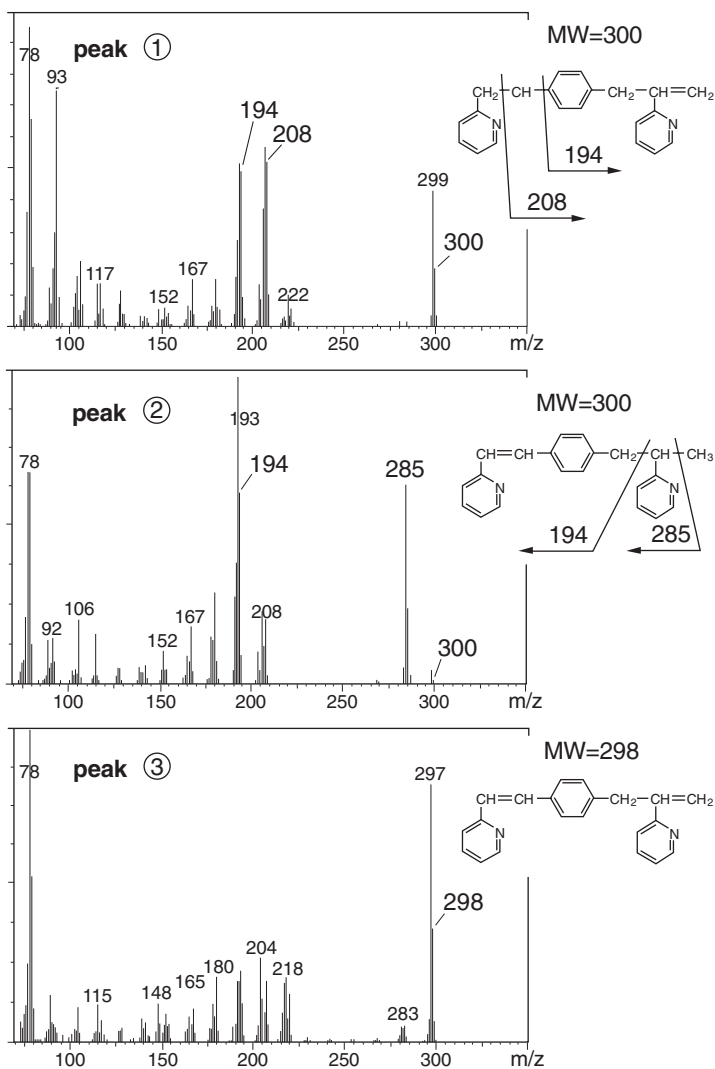 peak ①
MW=300
78
93
194
208
299
300
117
152
167
222
100
150
200
250
300
m/z
CH₂
CH
CH₂
CH=CH₂
N
N
194
208
peak ②
MW=300
78
193
194
285
106
92
152
167
208
300
100
150
200
250
300
m/z
CH=CH
CH₂
CH
CH₃
N
N
194
285
peak ③
MW=298
78
297
298
115
148
165
180
204
218
283
100
150
200
250
300
m/z
CH=CH
CH₂
CH=CH₂
N
N